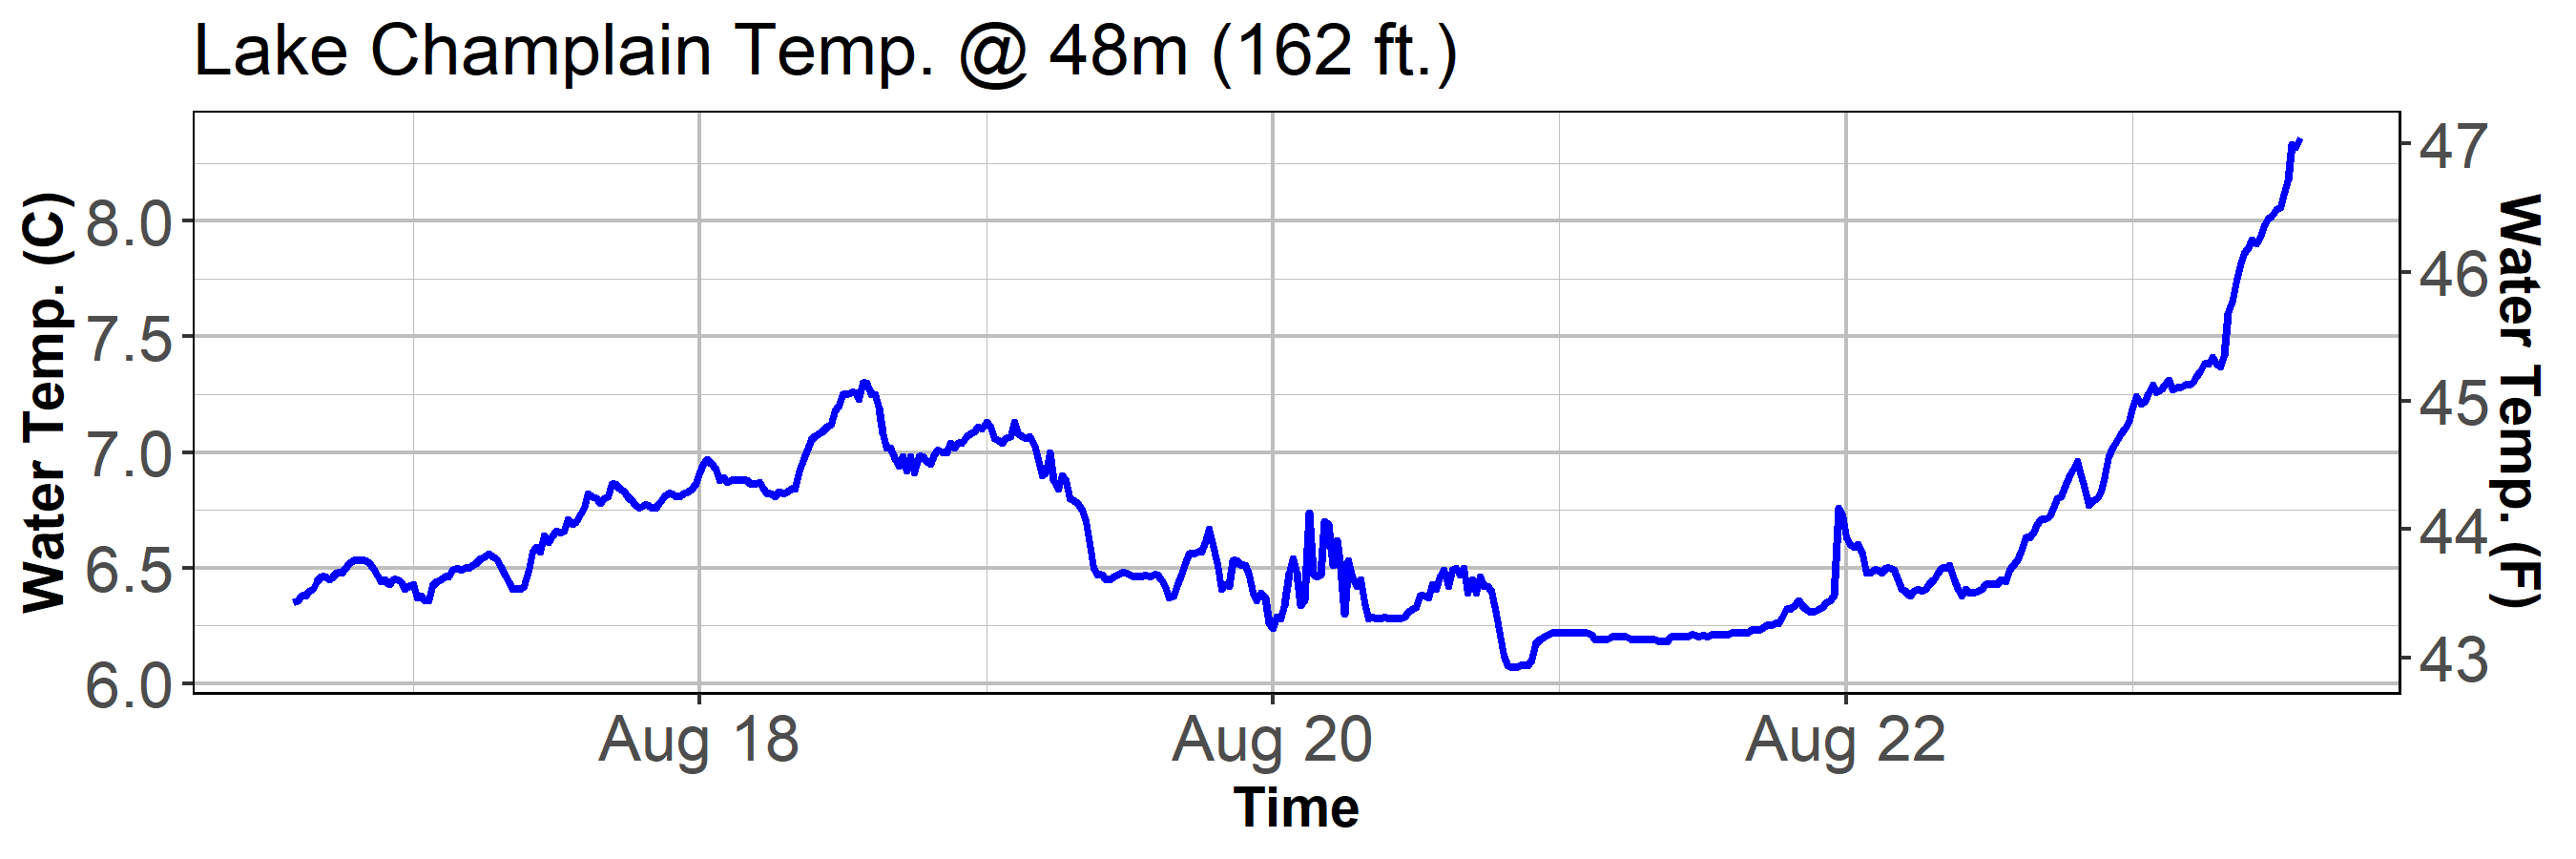 Lake Champlain Temp. @ 48m (162 ft.)
Water Temp. (C)
8.0
7.5
7.0
6.5
6.0
47
46
45
44
43
Water Temp. (F)
Aug 18 Aug 20 Aug 22
Time